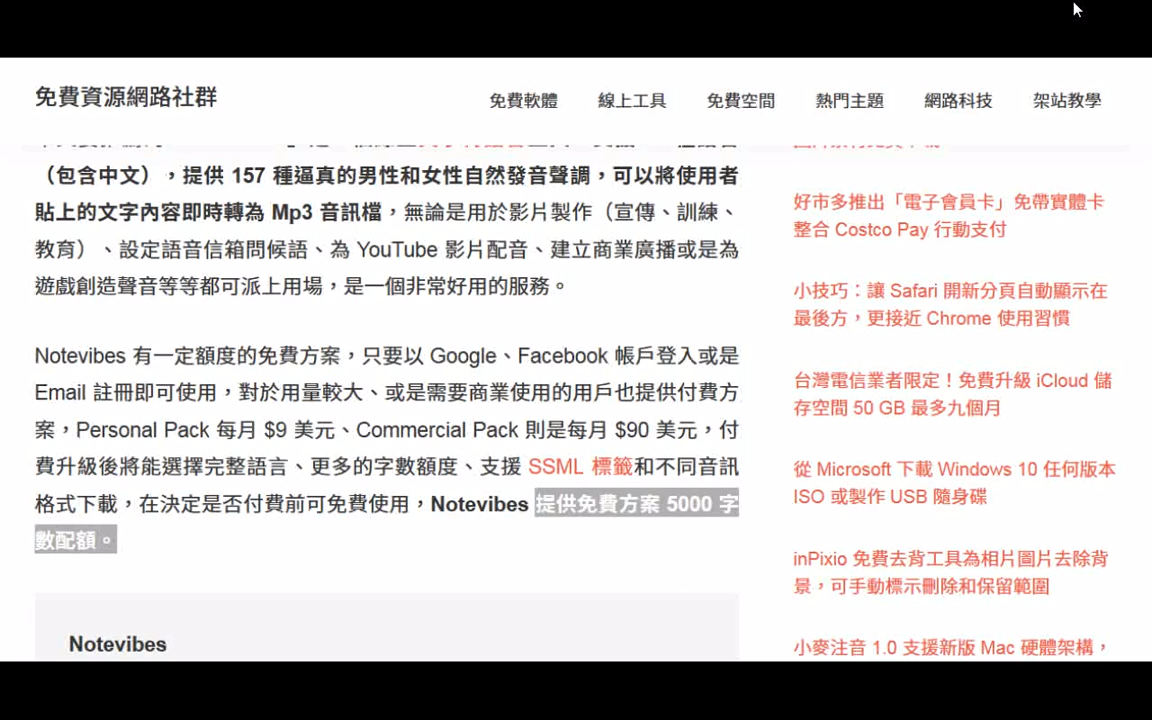 免費資源網路社群
免費軟體 線上工具 免費空間 熱門主題 網路科技 架站教學
（包含中文），提供 157 種逼真的男性和女性自然發音聲調，可以將使用者
貼上的文字內容即時轉為 Mp3 音訊檔，無論是用於影片製作（宣傳、訓練、
教育）、設定語音信箱問候語、為 YouTube 影片配音、建立商業廣播或是為
遊戲創造聲音等等都可派上用場，是一個非常好用的服務。
Notevibes 有一定額度的免費方案，只要以 Google、Facebook 帳戶登入或是
Email 註冊即可使用，對於用量較大、或是需要商業使用的用戶也提供付費方
案，Personal Pack 每月 $9 美元、Commercial Pack 則是每月 $90 美元，付
費升級後將能選擇完整語言、更多的字數額度、支援 SSML 標籤和不同音訊
格式下載，在決定是否付費前可免費使用，Notevibes 提供免費方案 5000 字
數配額。
Notevibes
好市多推出「電子會員卡」免帶實體卡
整合 Costco Pay 行動支付
小技巧：讓 Safari 開新分頁自動顯示在
最後方，更接近 Chrome 使用習慣
台灣電信業者限定！免費升級 iCloud 儲
存空間 50 GB 最多九個月
從 Microsoft 下載 Windows 10 任何版本
ISO 或製作 USB 隨身碟
inPixio 免費去背工具為相片圖片去除背
景，可手動標示刪除和保留範圍
小麥注音 1.0 支援新版 Mac 硬體架構，